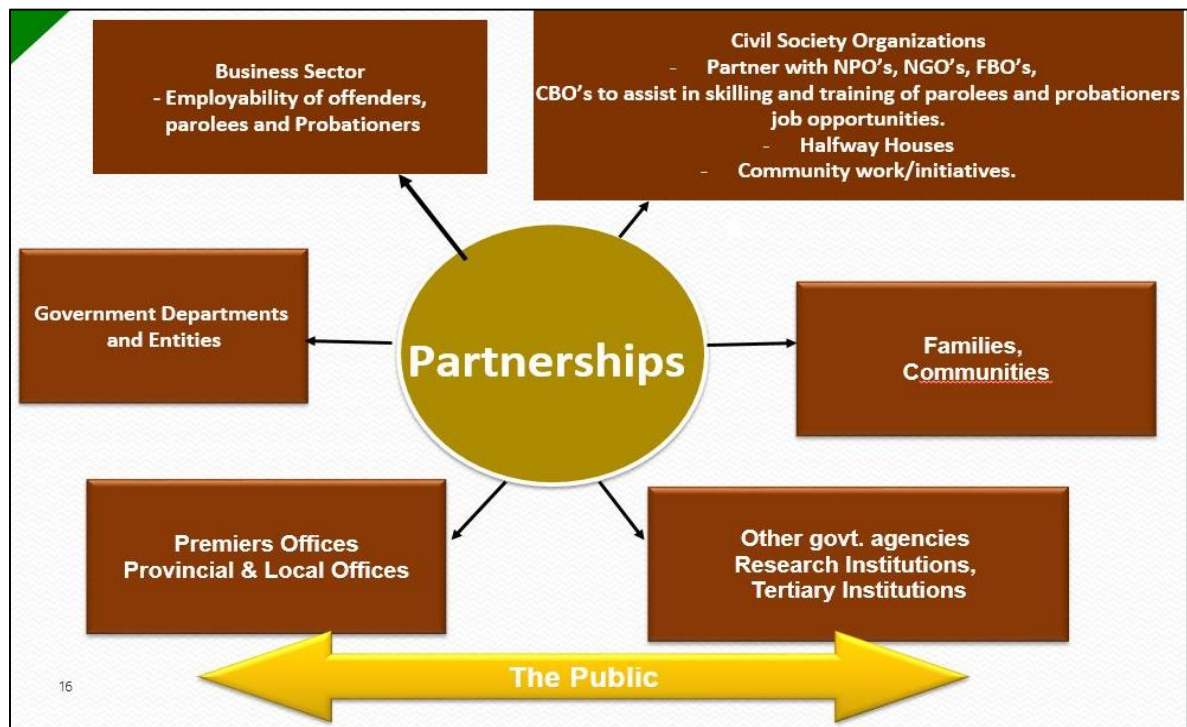 Business Sector
- Employability of offenders,
parolees and Probationers
Civil Society Organizations
- Partner with NPO’s, NGO’s, FBO’s,
CBO’s to assist in skilling and training of parolees and probationers
job opportunities.
- Halfway Houses
- Community work/initiatives.
Government Departments
and Entities
Partnerships
Families,
Communities
Premiers Offices
Provincial & Local Offices
Other govt. agencies
Research Institutions,
Tertiary Institutions
The Public
16